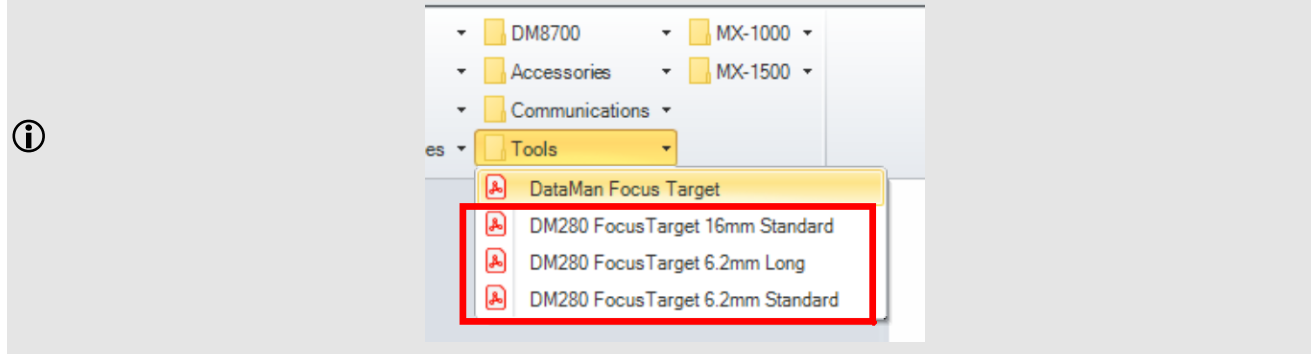 DM8700 MX-1000
Accessories MX-1500
Communications
es Tools
DataMan Focus Target
DM280 FocusTarget 16mm Standard
DM280 FocusTarget 6.2mm Long
DM280 FocusTarget 6.2mm Standard